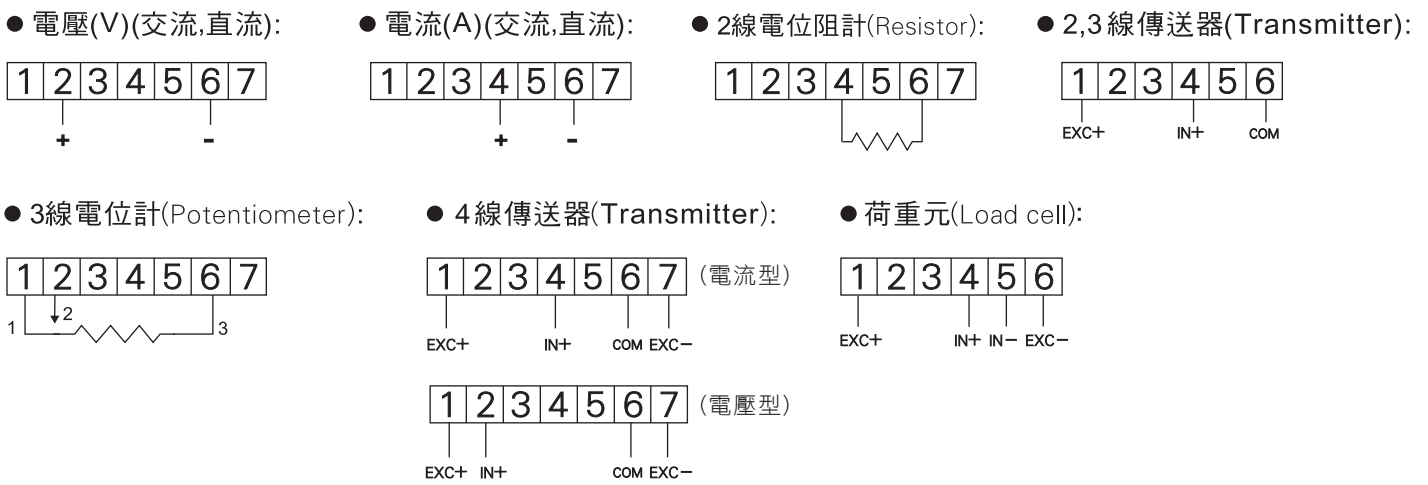 ● 電壓(V)(交流,直流):
1 2 3 4 5 6 7
+ -
● 電流(A)(交流,直流):
1 2 3 4 5 6 7
+ -
● 2線電位阻計(Resistor):
1 2 3 4 5 6 7
● 2,3線傳送器(Transmitter):
1 2 3 4 5 6
EXC+ IN+ COM
● 3線電位計(Potentiometer):
1 2 3 4 5 6 7
1 2 3
● 4線傳送器(Transmitter):
1 2 3 4 5 6 7 (電流型)
EXC+ IN+ COM EXC-
1 2 3 4 5 6 7 (電壓型)
EXC+ IN+ COM EXC-
● 荷重元(Load cell):
1 2 3 4 5 6
EXC+ IN+ IN- EXC-